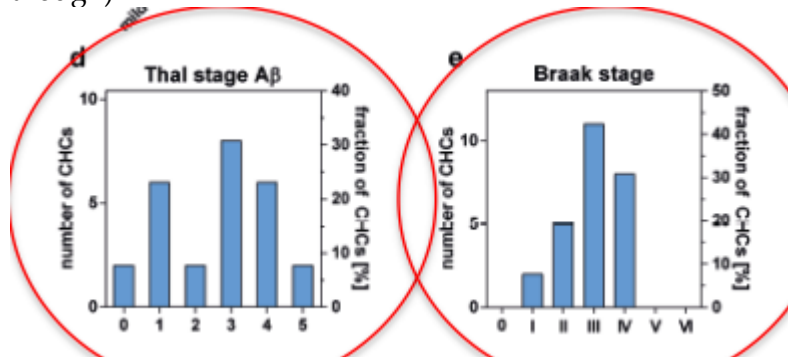 d
Thal stage Aβ
number of CHCs
10
5
0
40
30
20
10
0
fraction of CHCs [%]
0 1 2 3 4 5
e
Braak stage
number of CHCs
10
5
0
50
40
30
20
10
0
fraction of CHCs [%]
0 I II III IV V VI